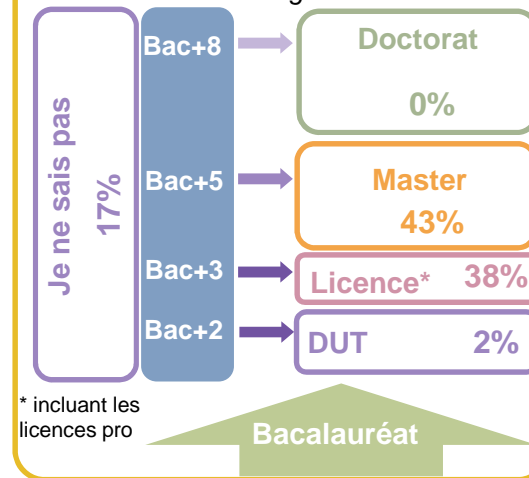 Je ne sais pas
17%
Bac+8
Doctorat
0%
Bac+5
Master
43%
Bac+3
Licence* 38%
Bac+2
DUT 2%
* incluant les
licences pro
Bacalauréat